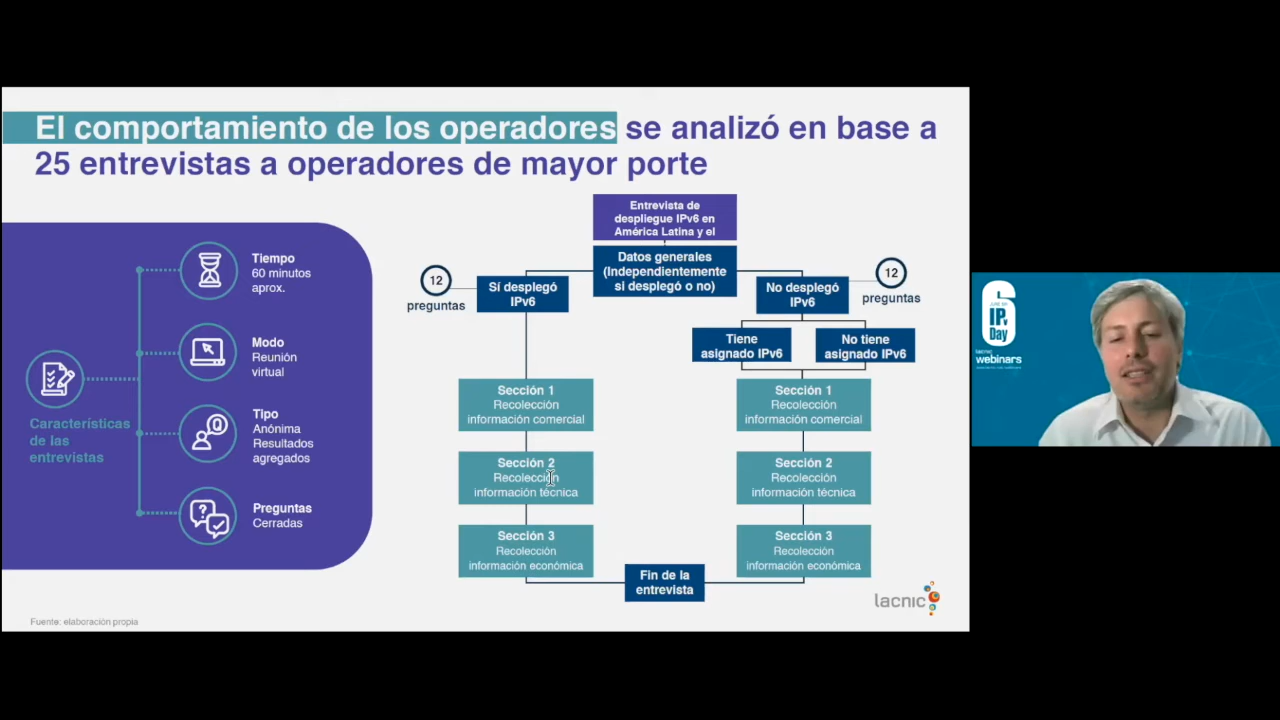 El comportamiento de los operadores se analizó en base a
25 entrevistas a operadores de mayor porte
Características
de las
entrevistas
Tiempo
60 minutos
aprox.
Modo
Reunión
virtual
Tipo
Anónima
Resultados
agregados
Preguntas
Cerradas
Entrevista de
despliegue IPv6 en
América Latina y el
Datos generales
(Independientemente
si desplegó o no)
12
preguntas
Sí desplegó
IPv6
No desplegó
IPv6
12
preguntas
Tiene
asignado IPv6
No tiene
asignado IPv6
Sección 1
Recolección
información comercial
Sección 2
Recolección
información técnica
Sección 3
Recolección
información económica
Sección 1
Recolección
información comercial
Sección 2
Recolección
información técnica
Sección 3
Recolección
información económica
Fin de la
entrevista
lacnic
Fuente: elaboración propia
6
IPv
Day
lacnic
webinars